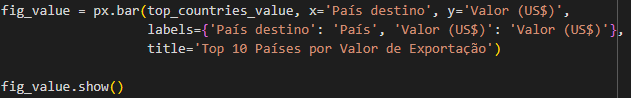 fig_value = px.bar(top_countries_value, x='País destino', y='Valor (US$)',
labels={'País destino': 'País', 'Valor (US$)': 'Valor (US$)'},
title='Top 10 Países por Valor de Exportação')
fig_value.show()